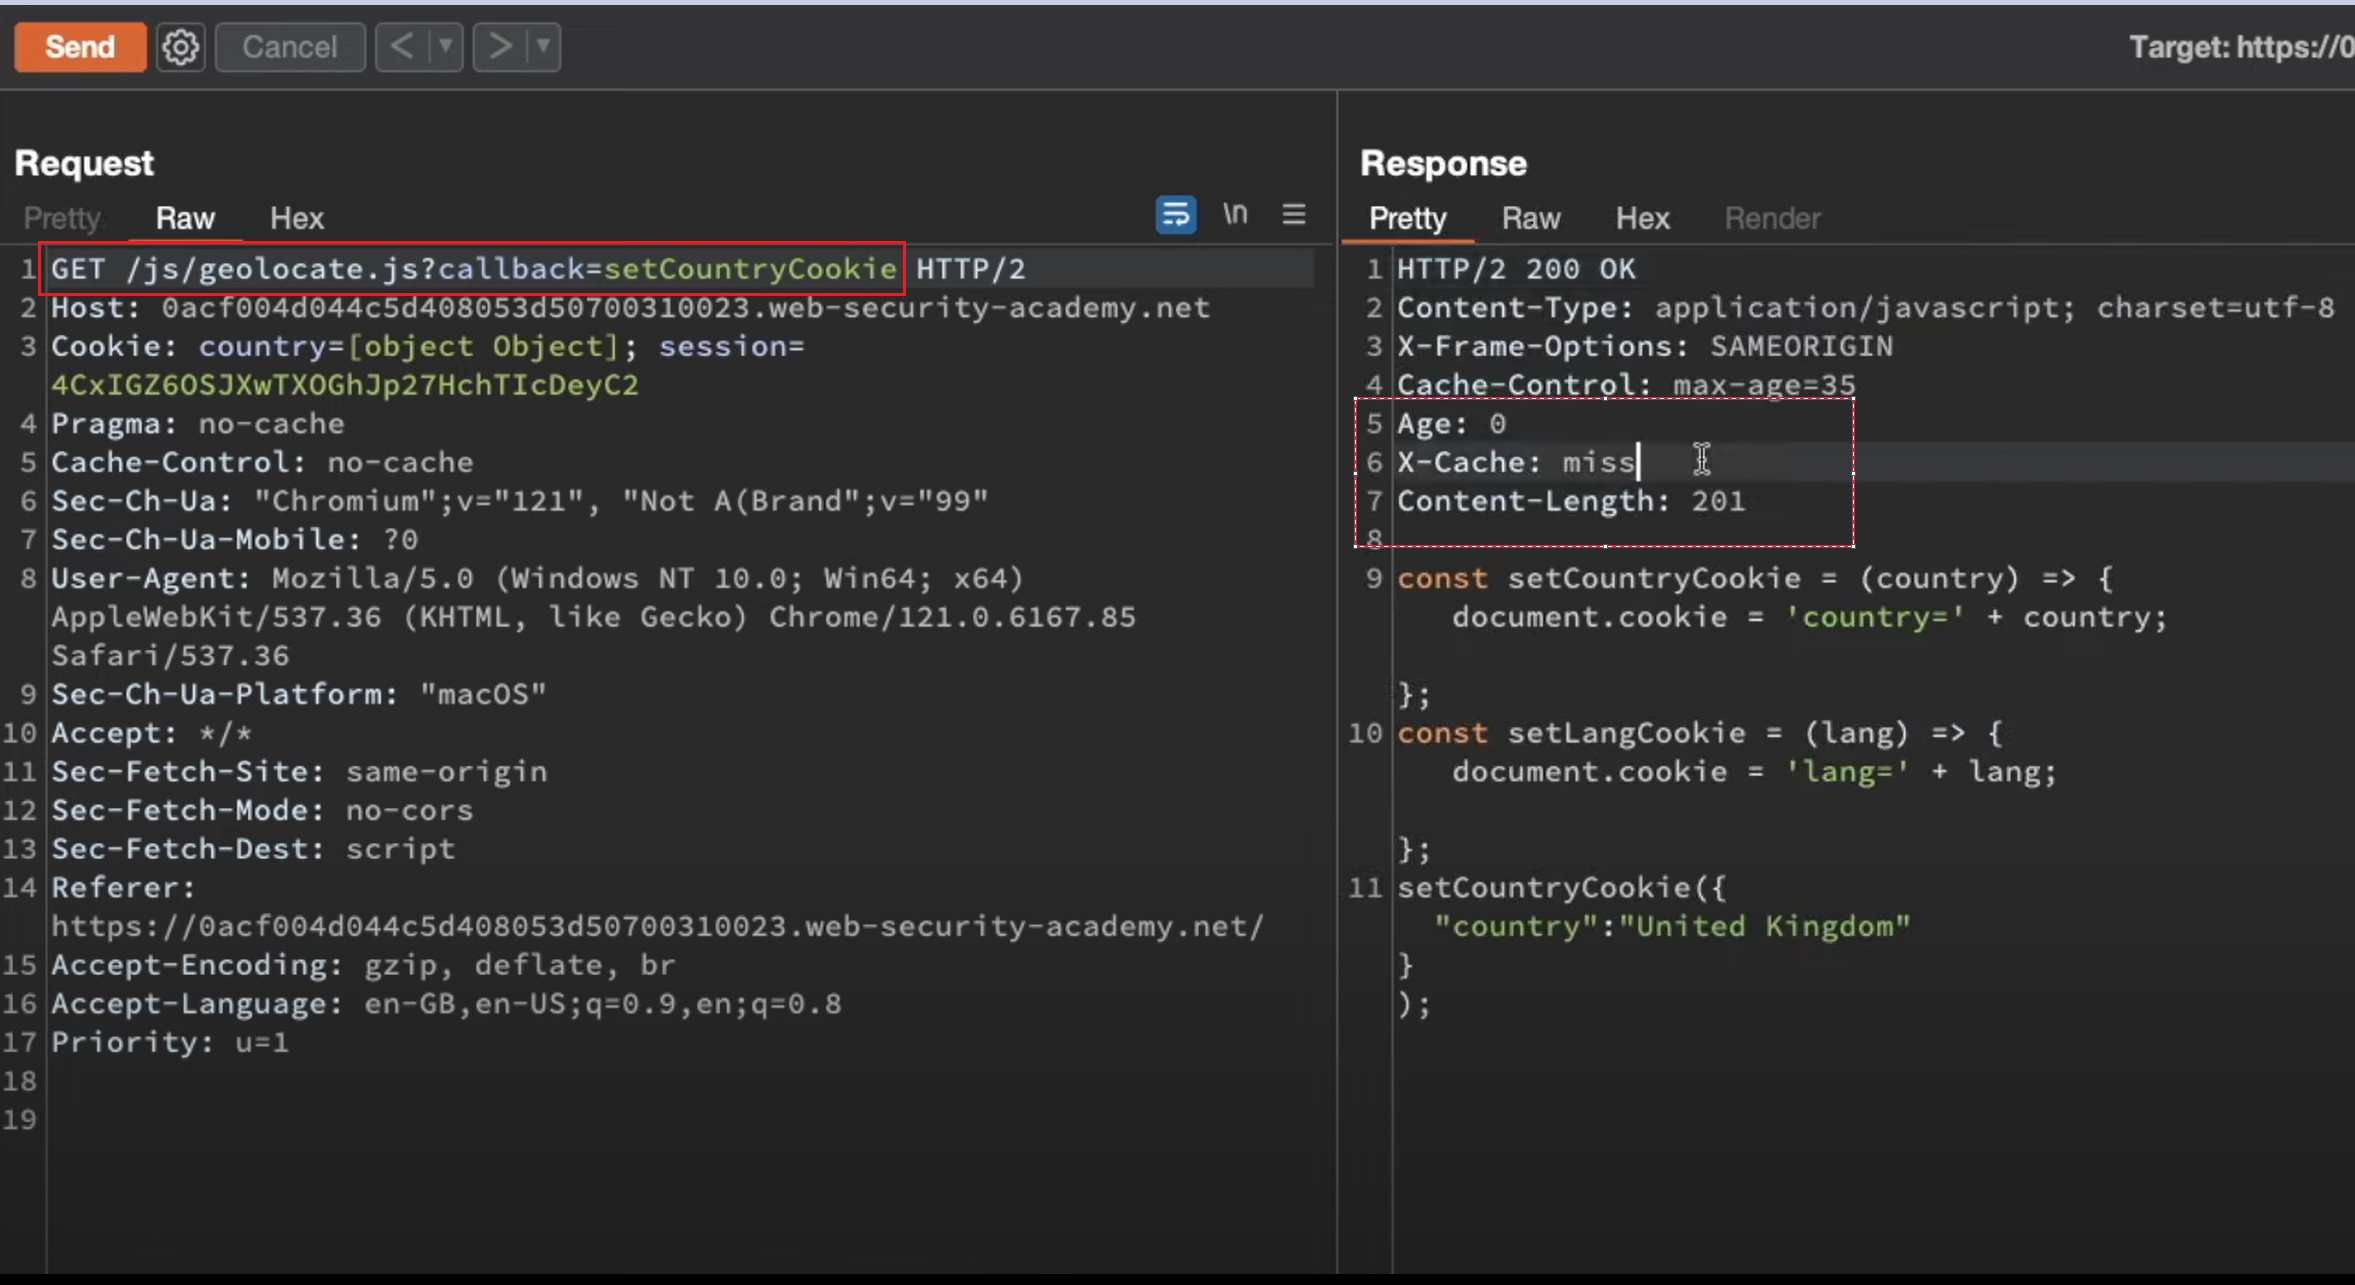 Send
Cancel
<
>
Target: https://0
Request
Pretty Raw Hex
\n
1 GET /js/geolocate.js?callback=setCountryCookie HTTP/2
2 Host: 0acf004d044c5d408053d50700310023.web-security-academy.net
3 Cookie: country=[object Object]; session=
4CxIGZ6OSJXwTXOGhJp27HchTIcDeyC2
4 Pragma: no-cache
5 Cache-Control: no-cache
6 Sec-Ch-Ua: "Chromium";v="121", "Not A(Brand";v="99"
7 Sec-Ch-Ua-Mobile: ?0
8 User-Agent: Mozilla/5.0 (Windows NT 10.0; Win64; x64)
AppleWebKit/537.36 (KHTML, like Gecko) Chrome/121.0.6167.85
Safari/537.36
9 Sec-Ch-Ua-Platform: "macOS"
10 Accept: */*
11 Sec-Fetch-Site: same-origin
12 Sec-Fetch-Mode: no-cors
13 Sec-Fetch-Dest: script
14 Referer:
https://0acf004d044c5d408053d50700310023.web-security-academy.net/
15 Accept-Encoding: gzip, deflate, br
16 Accept-Language: en-GB,en-US;q=0.9,en;q=0.8
17 Priority: u=1
18
19
Response
Pretty Raw Hex Render
1 HTTP/2 200 OK
2 Content-Type: application/javascript; charset=utf-8
3 X-Frame-Options: SAMEORIGIN
4 Cache-Control: max-age=35
5 Age: 0
6 X-Cache: miss
7 Content-Length: 201
8
9 const setCountryCookie = (country) => {
document.cookie = 'country=' + country;
};
10 const setLangCookie = (lang) => {
document.cookie = 'lang=' + lang;
};
11 setCountryCookie({
"country":"United Kingdom"
}
);